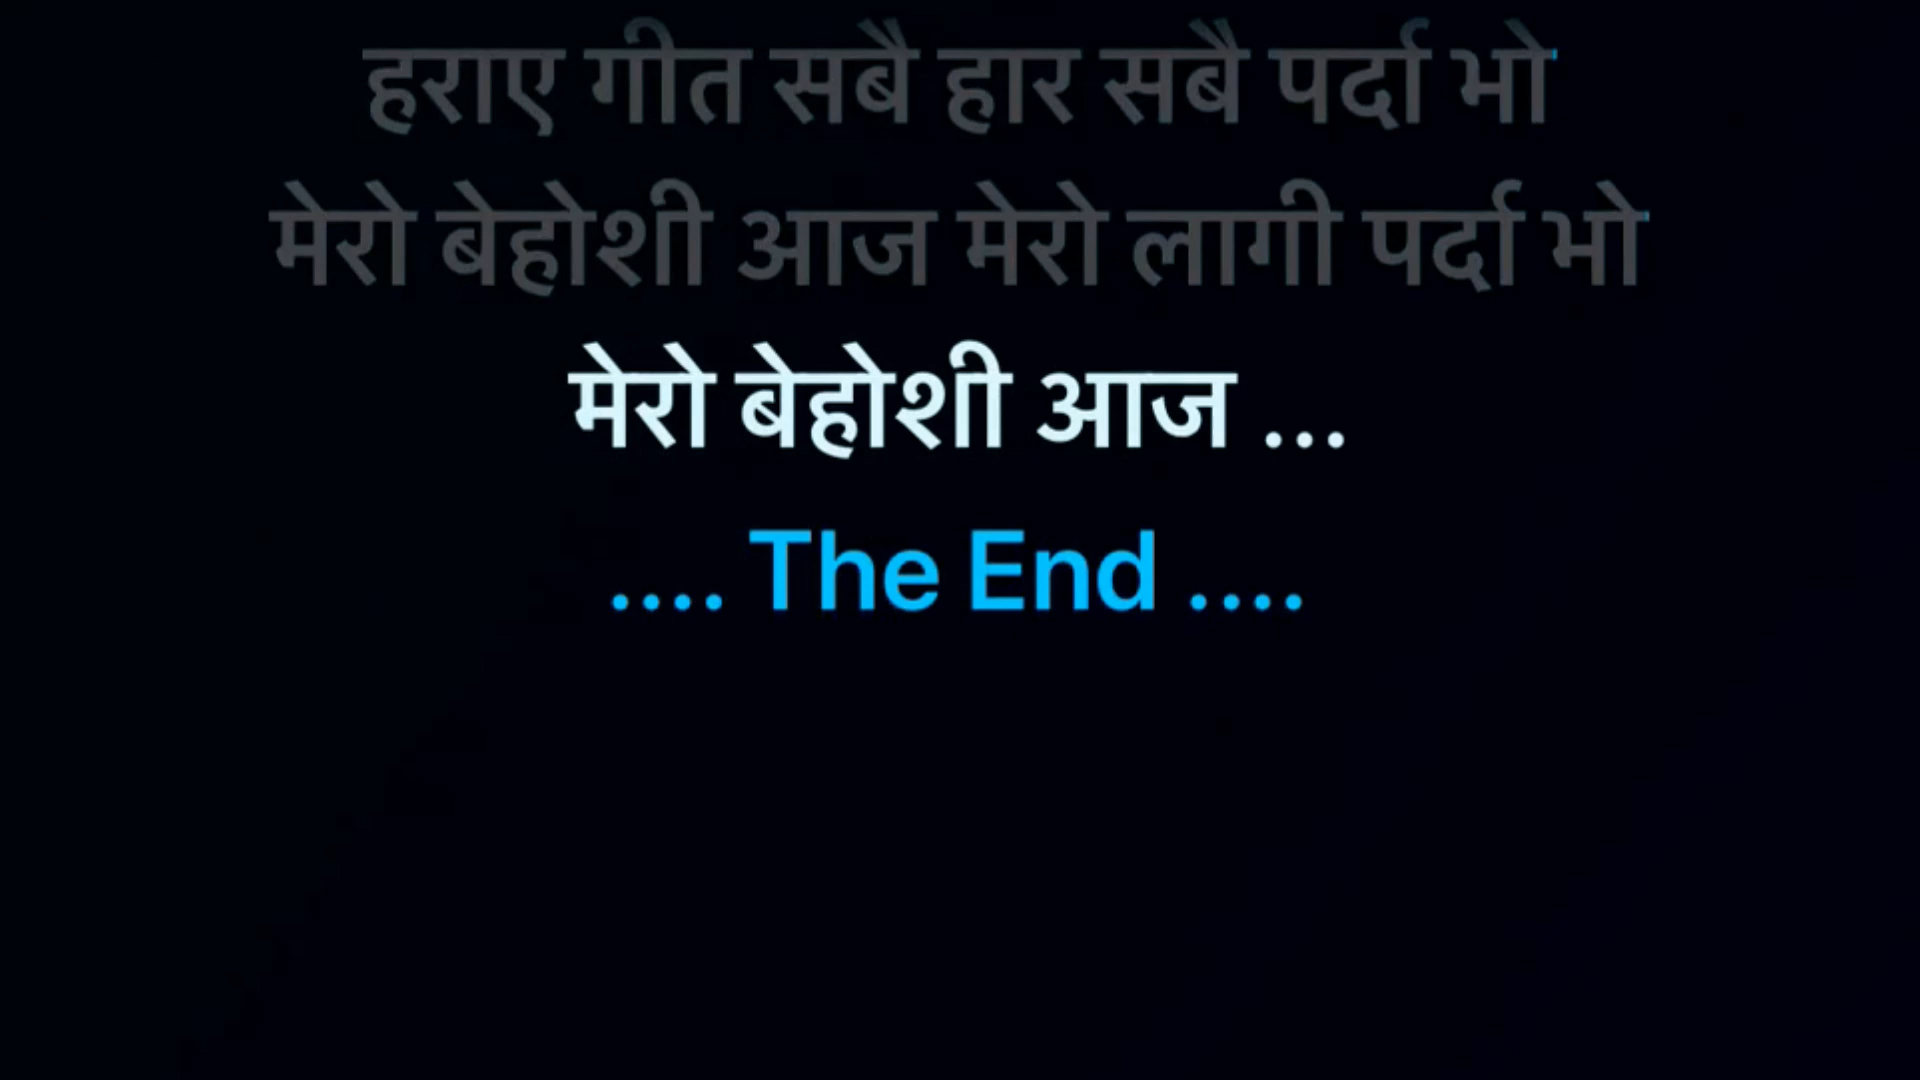 हराए गीत सबै हार सबै पर्दा भो
मेरो बेहोशी आज मेरो लागी पर्दा भो
मेरो बेहोशी आज ...
.... The End ....